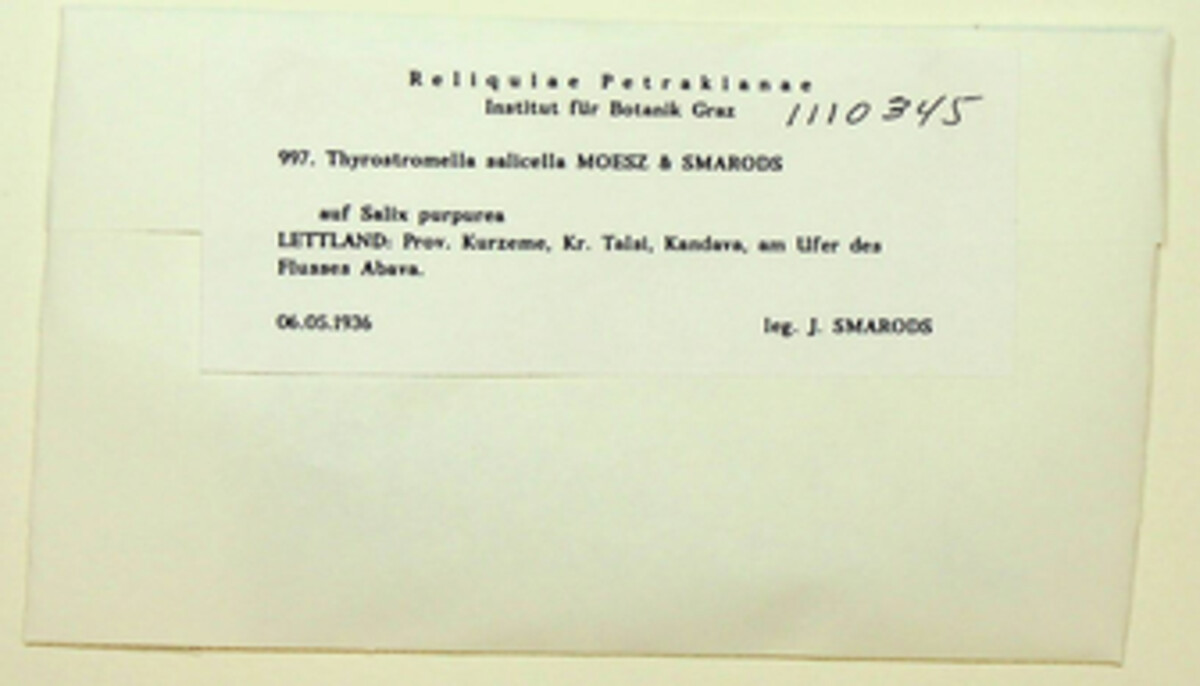 Reliquiae Petrakianae
Institut für Botanik Graz 1110345
997. Thyrostromella salicella MOESZ & SMARODS
auf Salix purpurea
LETTLAND: Prov. Kurzeme, Kr. Talsi, Kandava, am Ufer des
Flusses Abava.
06.05.1936 leg. J. SMARODS